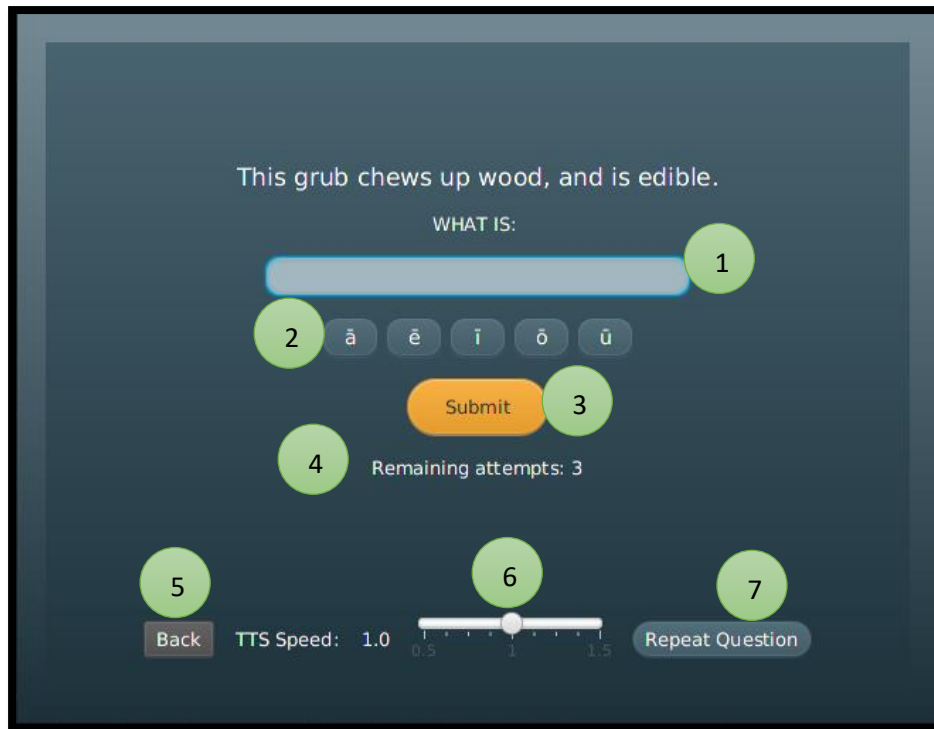 This grub chews up wood, and is edible.
WHAT IS:
1
2 ā ē ī ō ū
Submit 3
4 Remaining attempts: 3
5 6 7
Back TTS Speed: 1.0 0.5 1 1.5 Repeat Question